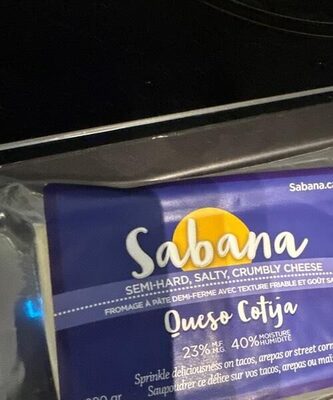 Sabana.ca
Sabana
SEMI-HARD, SALTY, CRUMBLY CHEESE
FROMAGE À PÂTE DEMI-FERME AVEC TEXTURE FRIABLE ET GOÛT SA
Queso Cotija
23% M.F. M.G. 40% MOISTURE HUMIDITÉ
Sprinkle deliciousness on tacos, arepas or street corn
Saupoudrer ce délice sur vos tacos, arepas ou maï
gr